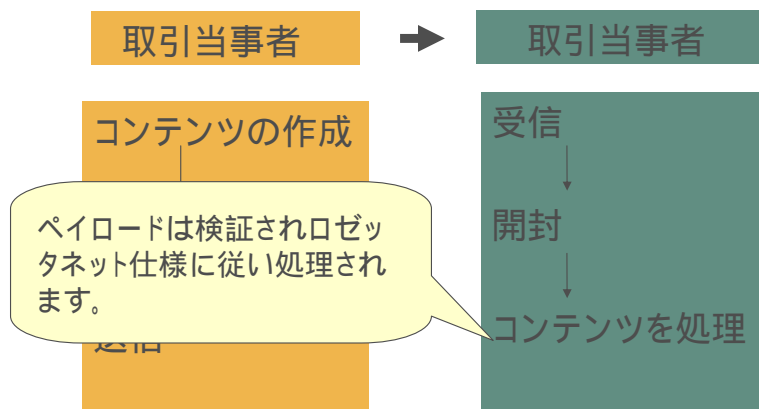 取引当事者
取引当事者
コンテンツの作成
ペイロードは検証されロゼッ
タネット仕様に従い処理され
ます。
受信
開封
コンテンツを処理